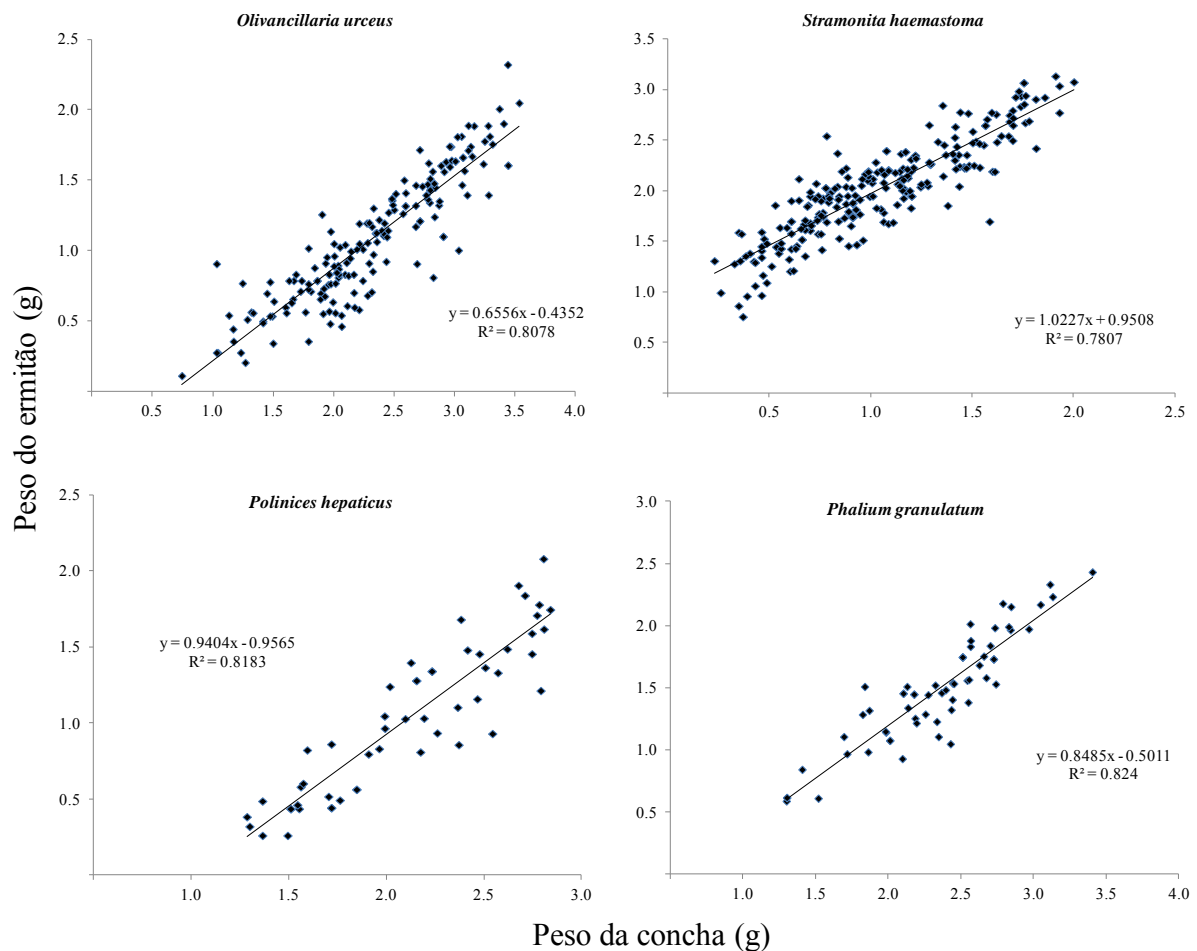 Olivancillaria urceus
Stramonita haemastoma
2.5
2.0
1.5
1.0
0.5
y = 0.6556x - 0.4352
R² = 0.8078
0.5 1.0 1.5 2.0 2.5 3.0 3.5 4.0
3.5
3.0
2.5
2.0
1.5
1.0
0.5
y = 1.0227x + 0.9508
R² = 0.7807
0.5 1.0 1.5 2.0 2.5
Peso do ermitão (g)
Polinices hepaticus
Phalium granulatum
2.5
2.0
1.5
1.0
0.5
y = 0.9404x - 0.9565
R² = 0.8183
1.0 1.5 2.0 2.5 3.0
3.0
2.5
2.0
1.5
1.0
0.5
y = 0.8485x - 0.5011
R² = 0.824
1.0 1.5 2.0 2.5 3.0 3.5 4.0
Peso da concha (g)